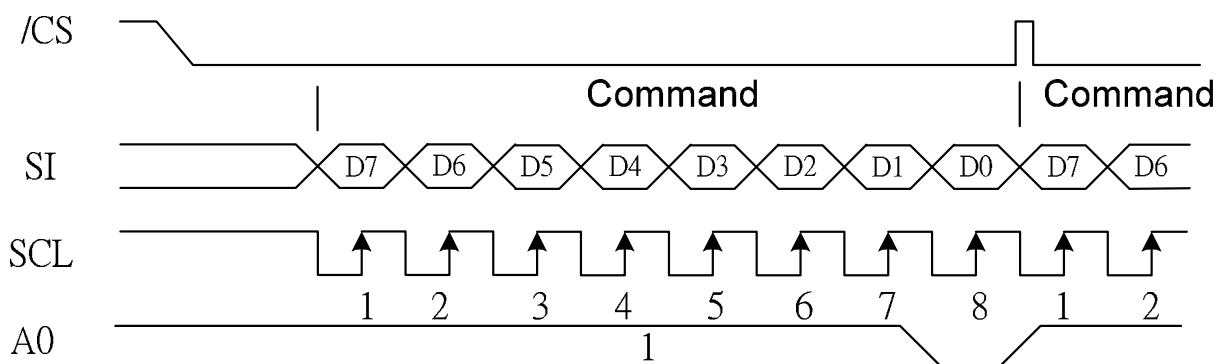 /CS
Command Command
SI D7 D6 D5 D4 D3 D2 D1 D0 D7 D6
SCL
1 2 3 4 5 6 7 8 1 2
A0 1